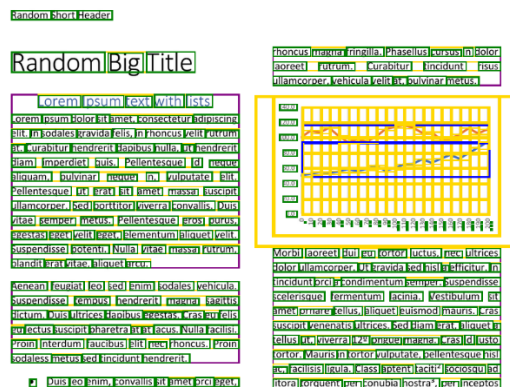 Random Short Header
Random Big Title
Lorem ipsum text with lists
Lorem ipsum dolor sit amet, consectetur adipiscing
elit. In sodales gravida felis, in rhoncus velit rutrum
at. Curabitur hendrerit dapibus nulla, ut hendrerit
diam imperdiet quis. Pellentesque id neque
aliquam, pulvinar neque in, vulputate elit.
Pellentesque ut erat sit amet massa suscipit
ullamcorper. Sed porttitor viverra convallis. Duis
vitae semper metus. Pellentesque eros purus,
egestas eget velit eget, elementum aliquet velit.
Suspendisse potenti. Nulla vitae massa rutrum,
blandit erat vitae, aliquet arcu.
Aenean feugiat leo sed enim sodales vehicula.
Suspendisse tempus hendrerit magna sagittis
dictum. Duis ultrices dapibus egestas. Cras eu felis
eu lectus suscipit pharetra at at lacus. Nulla facilisi.
Proin interdum faucibus elit nec rhoncus. Proin
sodales metus sed tincidunt hendrerit.
Duis eo enim, convallis sit amet orci eget,
rhoncus magna fringilla. Phasellus cursus in dolor
laoreet rutrum. Curabitur tincidunt risus
ullamcorper, vehicula velit at, pulvinar metus.
Morbi laoreet dui eu tortor luctus, nec ultrices
dolor ullamcorper. Ut gravida sed nisl a efficitur. In
tincidunt orci at condimentum semper. Suspendisse
scelerisque fermentum lacinia. Vestibulum sit
amet ornare tellus, aliquet euismod mauris. Cras
suscipit venenatis ultrices. Sed diam erat, aliquet a
tellus ut, viverra congue magna. Cras id justo
tortor. Mauris in tortor vulputate, pellentesque nisl
ac, facilisis ligula. Class aptent taciti² sociosqu ad
litora torquent per conubia nostra³, per inceptos